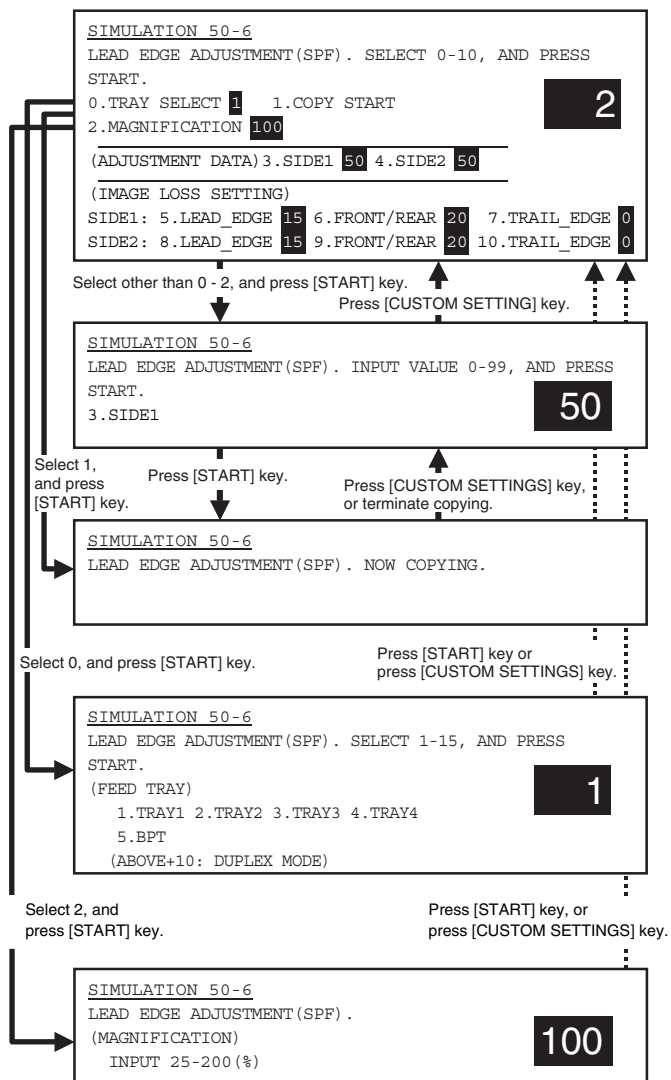 SIMULATION 50-6
LEAD EDGE ADJUSTMENT(SPF). SELECT 0-10, AND PRESS
START.
0.TRAY SELECT 1 1.COPY START
2
2.MAGNIFICATION 100
(ADJUSTMENT DATA)3.SIDE1 50 4.SIDE2 50
(IMAGE LOSS SETTING)
SIDE1: 5.LEAD_EDGE 15 6.FRONT/REAR 20 7.TRAIL_EDGE 0
SIDE2: 8.LEAD_EDGE 15 9.FRONT/REAR 20 10.TRAIL_EDGE 0
Select other than 0 - 2, and press [START] key.
Press [CUSTOM SETTING] key.
SIMULATION 50-6
LEAD EDGE ADJUSTMENT(SPF). INPUT VALUE 0-99, AND PRESS
START.
50
3.SIDE1
Select 1,
and press
[START] key.
Press [START] key.
Press [CUSTOM SETTINGS] key,
or terminate copying.
SIMULATION 50-6
LEAD EDGE ADJUSTMENT(SPF). NOW COPYING.
Select 0, and press [START] key.
Press [START] key or
press [CUSTOM SETTINGS] key.
SIMULATION 50-6
LEAD EDGE ADJUSTMENT(SPF). SELECT 1-15, AND PRESS
START.
(FEED TRAY)
1
1.TRAY1 2.TRAY2 3.TRAY3 4.TRAY4
5.BPT
(ABOVE+10: DUPLEX MODE)
Select 2, and
press [START] key.
Press [START] key, or
press [CUSTOM SETTINGS] key.
SIMULATION 50-6
LEAD EDGE ADJUSTMENT(SPF).
(MAGNIFICATION)
100
INPUT 25-200(%)